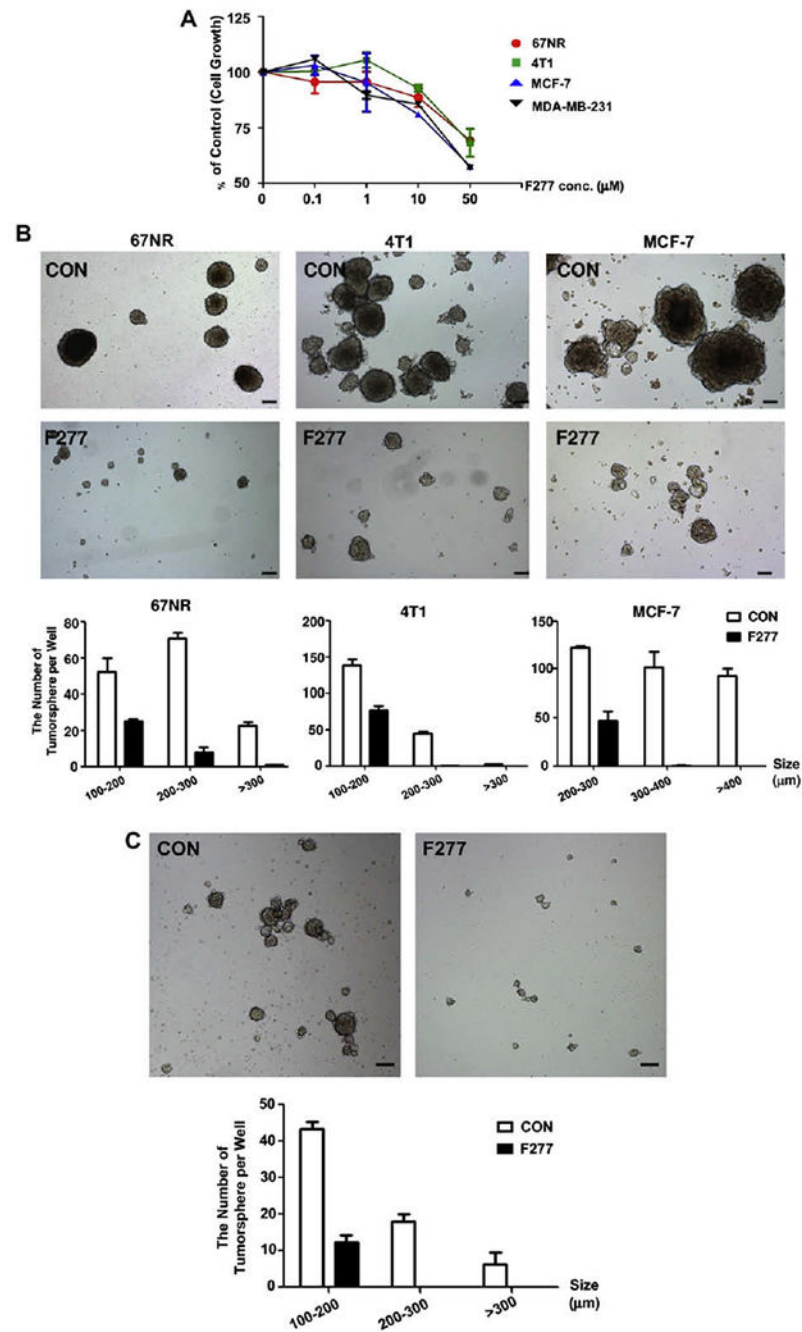 A
% of Control (Cell Growth)
125
100
75
50
0 0.1 1 10 50
F277 conc. (μM)
67NR
4T1
MCF-7
MDA-MB-231
B
67NR 4T1 MCF-7
CON CON CON
F277 F277 F277
67NR 4T1 MCF-7
The Number of
Tumorsphere per Well
80
60
40
20
0
100-200 200-300 >300
200
150
100
50
0
100-200 200-300 >300
150
100
50
0
200-300 300-400 >400
CON
F277
Size
(μm)
C
CON F277
The Number of
Tumorsphere per Well
50
40
30
20
10
0
100-200 200-300 >300
CON
F277
Size
(μm)